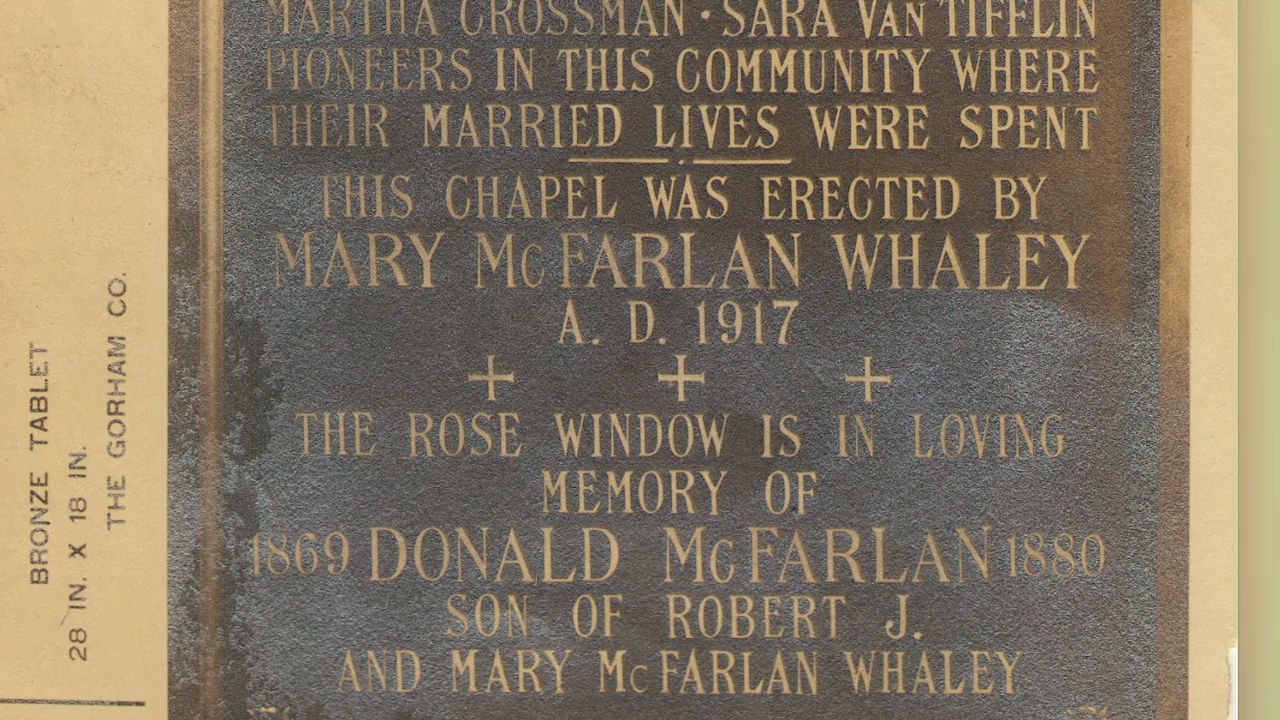 MARTHA CROSSMAN · SARA VAN TIFFLIN
PIONEERS IN THIS COMMUNITY WHERE
THEIR MARRIED LIVES WERE SPENT
THIS CHAPEL WAS ERECTED BY
MARY McFARLAN WHALEY
A. D. 1917
THE ROSE WINDOW IS IN LOVING
MEMORY OF
1869 DONALD McFARLAN 1880
SON OF ROBERT J.
AND MARY McFARLAN WHALEY
BRONZE TABLET
28 IN. X 18 IN.
THE GORHAM CO.